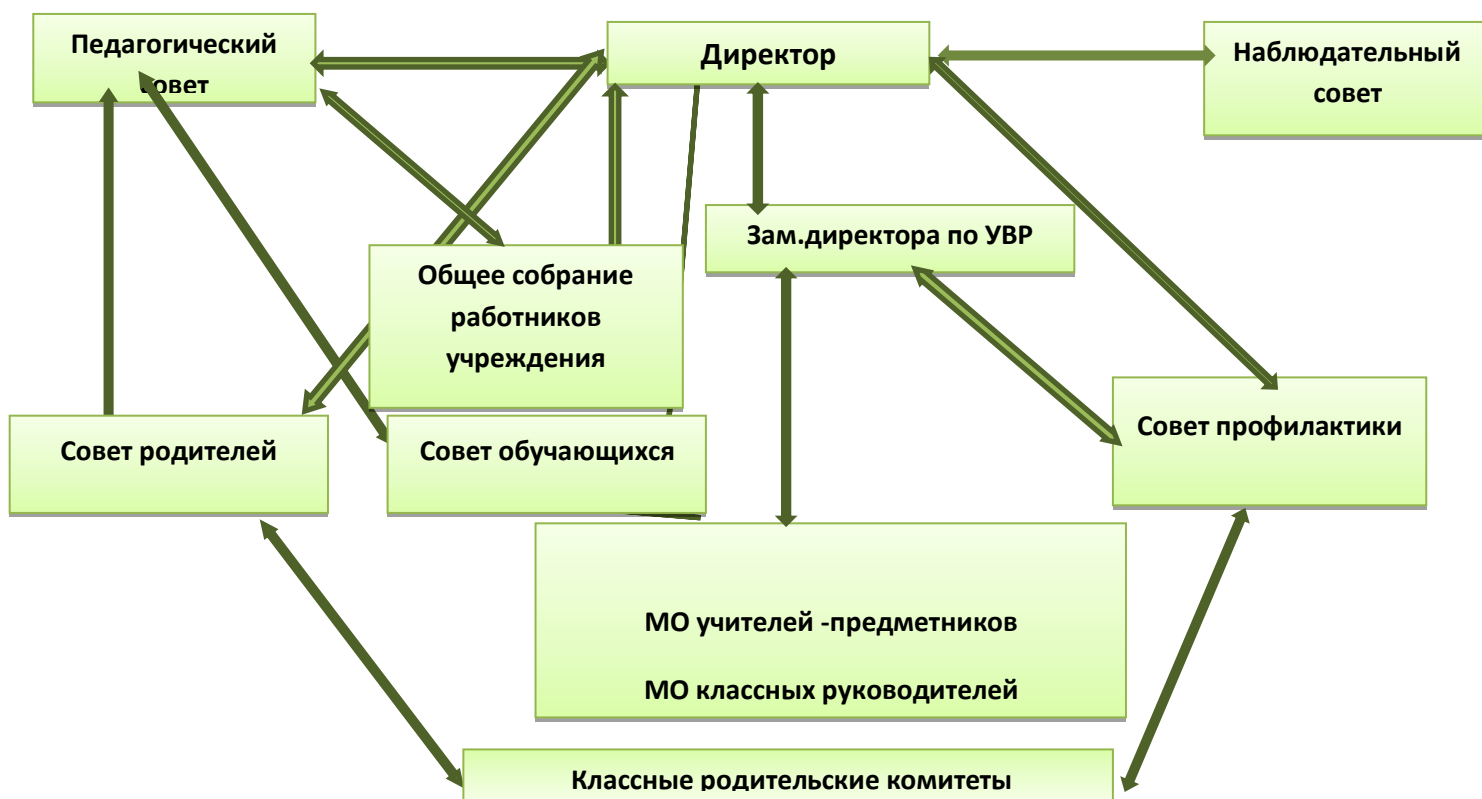 Педагогический
совет
Директор
Наблюдательный
совет
Зам.директора по УВР
Общее собрание
работников
учреждения
Совет родителей
Совет обучающихся
Совет профилактики
МО учителей -предметников
МО классных руководителей
Классные родительские комитеты